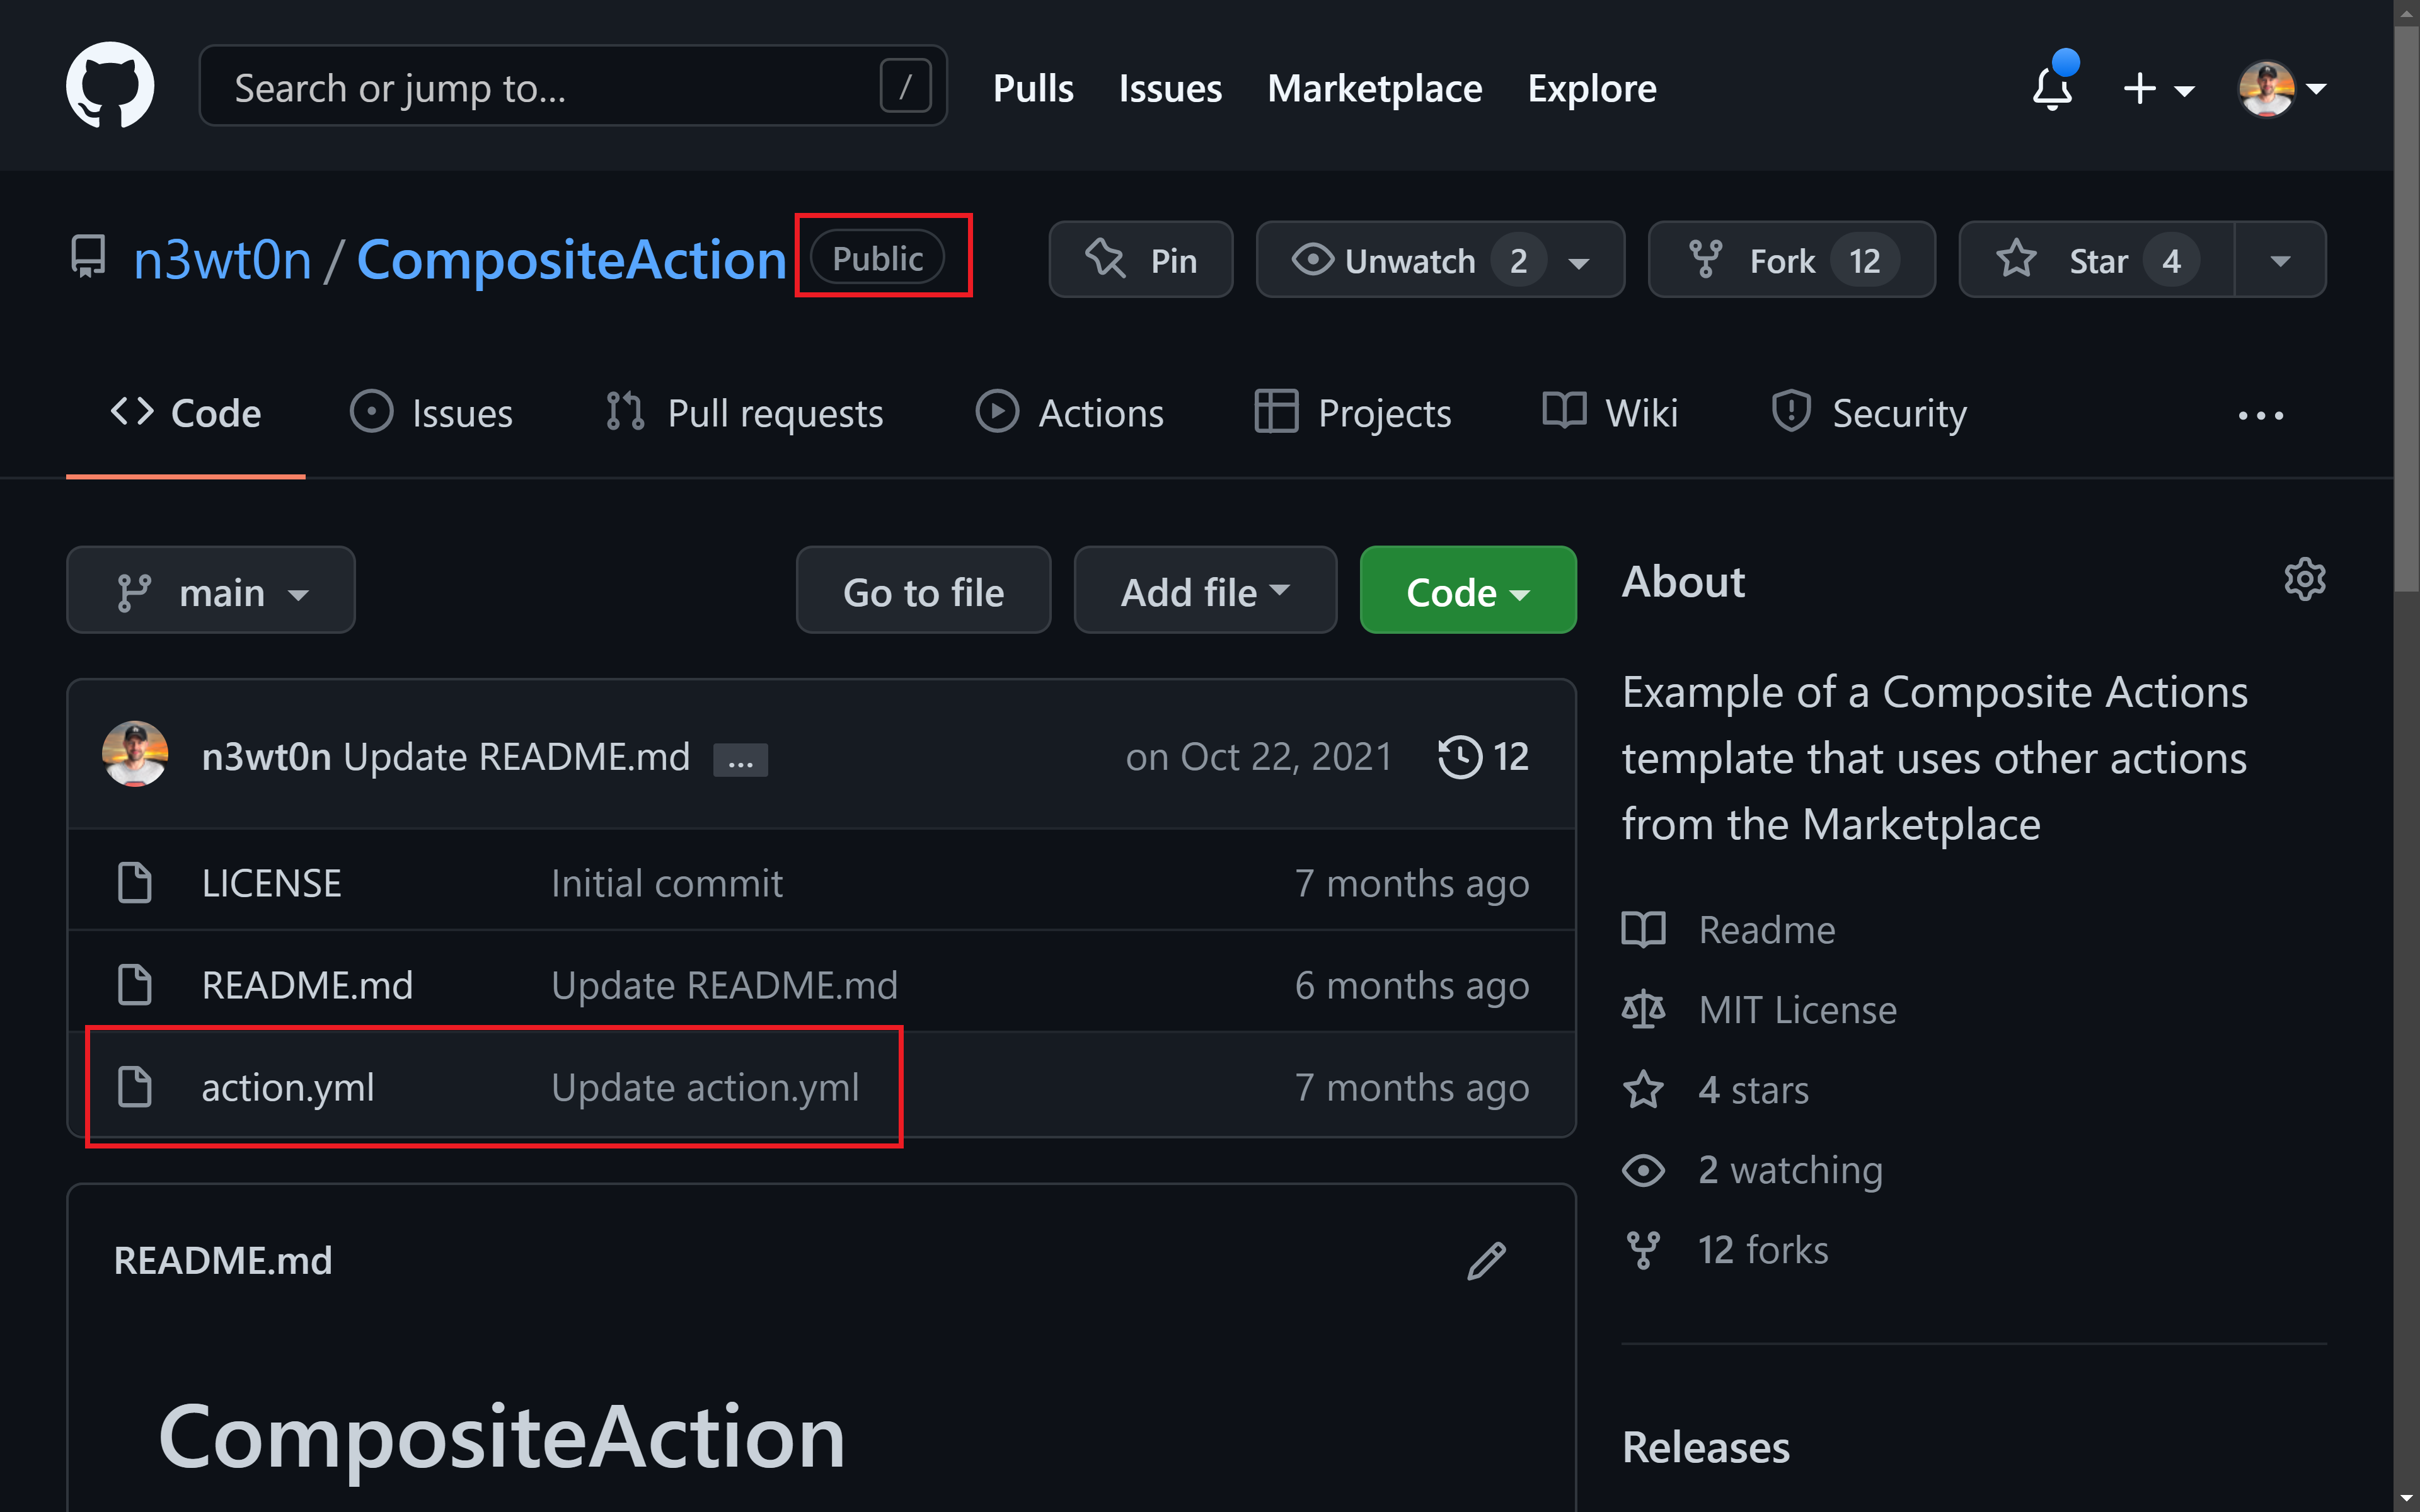 Search or jump to... / Pulls Issues Marketplace Explore
n3wt0n / CompositeAction Public Pin Unwatch 2 Fork 12 Star 4
Code Issues Pull requests Actions Projects Wiki Security ...
main Go to file Add file Code
n3wt0n Update README.md ... on Oct 22, 2021 12
LICENSE Initial commit 7 months ago
README.md Update README.md 6 months ago
action.yml Update action.yml 7 months ago
README.md
CompositeAction
About
Example of a Composite Actions
template that uses other actions
from the Marketplace
Readme
MIT License
4 stars
2 watching
12 forks
Releases